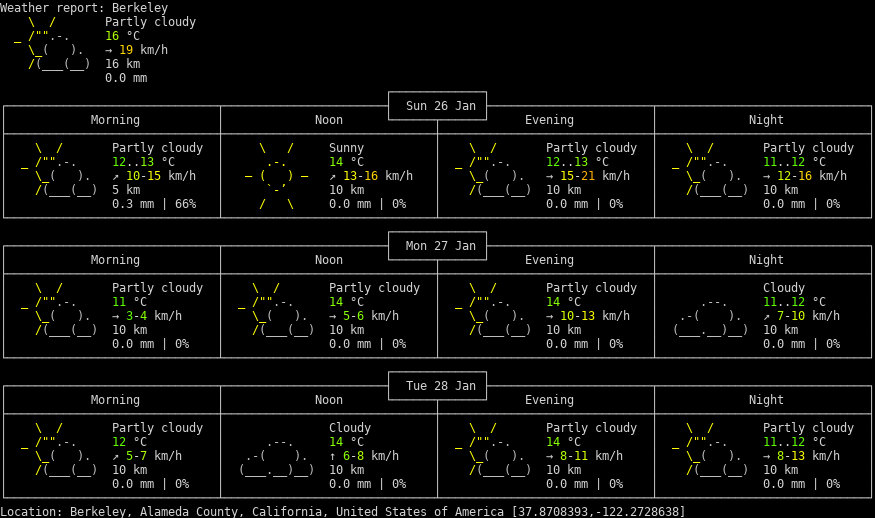 Weather report: Berkeley
Partly cloudy
16 °C
→ 19 km/h
16 km
0.0 mm
Sun 26 Jan
Morning Noon Evening Night
Partly cloudy Sunny Partly cloudy Partly cloudy
12..13 °C 14 °C 12..13 °C 11..12 °C
↗ 10-15 km/h ↗ 13-16 km/h → 15-21 km/h → 12-16 km/h
5 km 10 km 10 km 10 km
0.3 mm | 66% 0.0 mm | 0% 0.0 mm | 0% 0.0 mm | 0%
Mon 27 Jan
Morning Noon Evening Night
Partly cloudy Partly cloudy Partly cloudy Cloudy
11 °C 14 °C 14 °C 11..12 °C
→ 3-4 km/h → 5-6 km/h → 10-13 km/h ↗ 7-10 km/h
10 km 10 km 10 km 10 km
0.0 mm | 0% 0.0 mm | 0% 0.0 mm | 0% 0.0 mm | 0%
Tue 28 Jan
Morning Noon Evening Night
Partly cloudy Cloudy Partly cloudy Partly cloudy
12 °C 14 °C 14 °C 11..12 °C
↗ 5-7 km/h ↑ 6-8 km/h → 8-11 km/h → 8-13 km/h
10 km 10 km 10 km 10 km
0.0 mm | 0% 0.0 mm | 0% 0.0 mm | 0% 0.0 mm | 0%
Location: Berkeley, Alameda County, California, United States of America [37.8708393,-122.2728638]